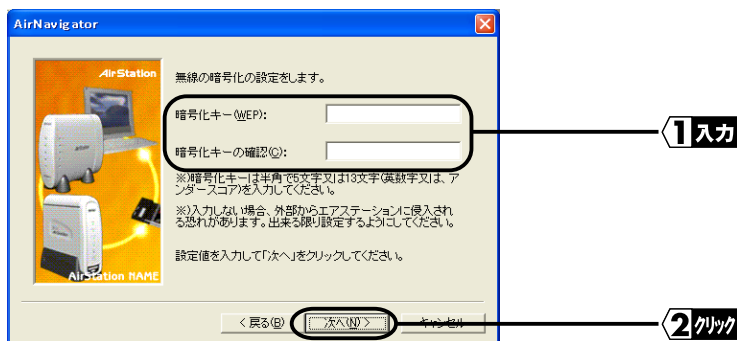 AirNavigator
AirStation
無線の暗号化の設定をします。
暗号化キー(WEP):
暗号化キーの確認(C):
1 入力
※)暗号化キーは半角で5文字又は13文字(英数字又は、ア
ンダースコア)を入力してください。
※)入力しない場合、外部からエアステーションに侵入され
る恐れがあります。出来る限り設定するようにしてください。
設定値を入力して「次へ」をクリックしてください。
AirStation NAME
< 戻る(B)
次へ(N) >
キャンセル
2 クリック